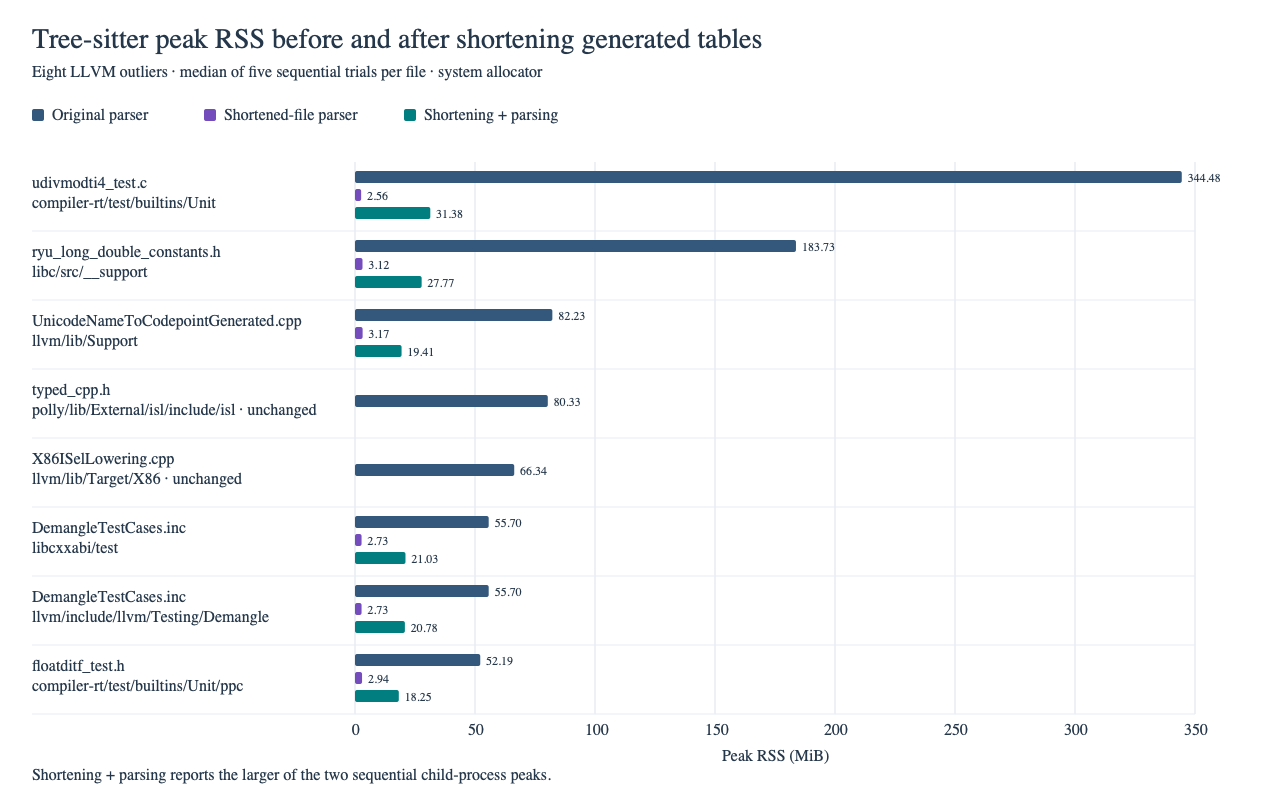 Tree-sitter peak RSS before and after shortening generated tables
Eight LLVM outliers · median of five sequential trials per file · system allocator
Original parser
Shortened-file parser
Shortening + parsing
udivmodti4_test.c
compiler-rt/test/builtins/Unit
344.48
2.56
31.38
ryu_long_double_constants.h
libc/src/__support
183.73
3.12
27.77
UnicodeNameToCodepointGenerated.cpp
llvm/lib/Support
82.23
3.17
19.41
typed_cpp.h
polly/lib/External/isl/include/isl · unchanged
80.33
X86ISelLowering.cpp
llvm/lib/Target/X86 · unchanged
66.34
DemangleTestCases.inc
libcxxabi/test
55.70
2.73
21.03
DemangleTestCases.inc
llvm/include/llvm/Testing/Demangle
55.70
2.73
20.78
floatditf_test.h
compiler-rt/test/builtins/Unit/ppc
52.19
2.94
18.25
0 50 100 150 200 250 300 350
Peak RSS (MiB)
Shortening + parsing reports the larger of the two sequential child-process peaks.